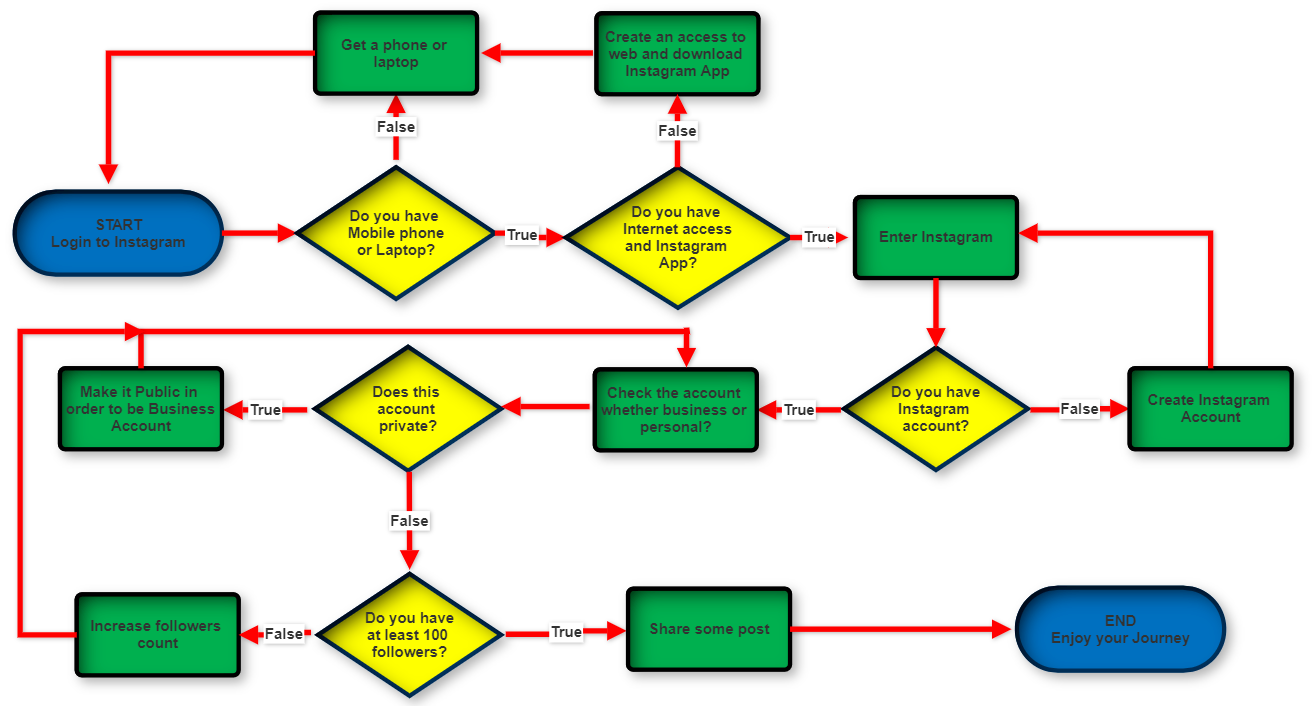 Get a phone or
laptop
Create an access to
web and download
Instagram App
False
False
START
Login to Instagram
Do you have
Mobile phone
or Laptop?
True
Do you have
Internet access
and Instagram
App?
True
Enter Instagram
Make it Public in
order to be Business
Account
True
Does this
account
private?
Check the account
whether business or
personal?
True
Do you have
Instagram
account?
False
Create Instagram
Account
False
Increase followers
count
False
Do you have
at least 100
followers?
True
Share some post
END
Enjoy your Journey